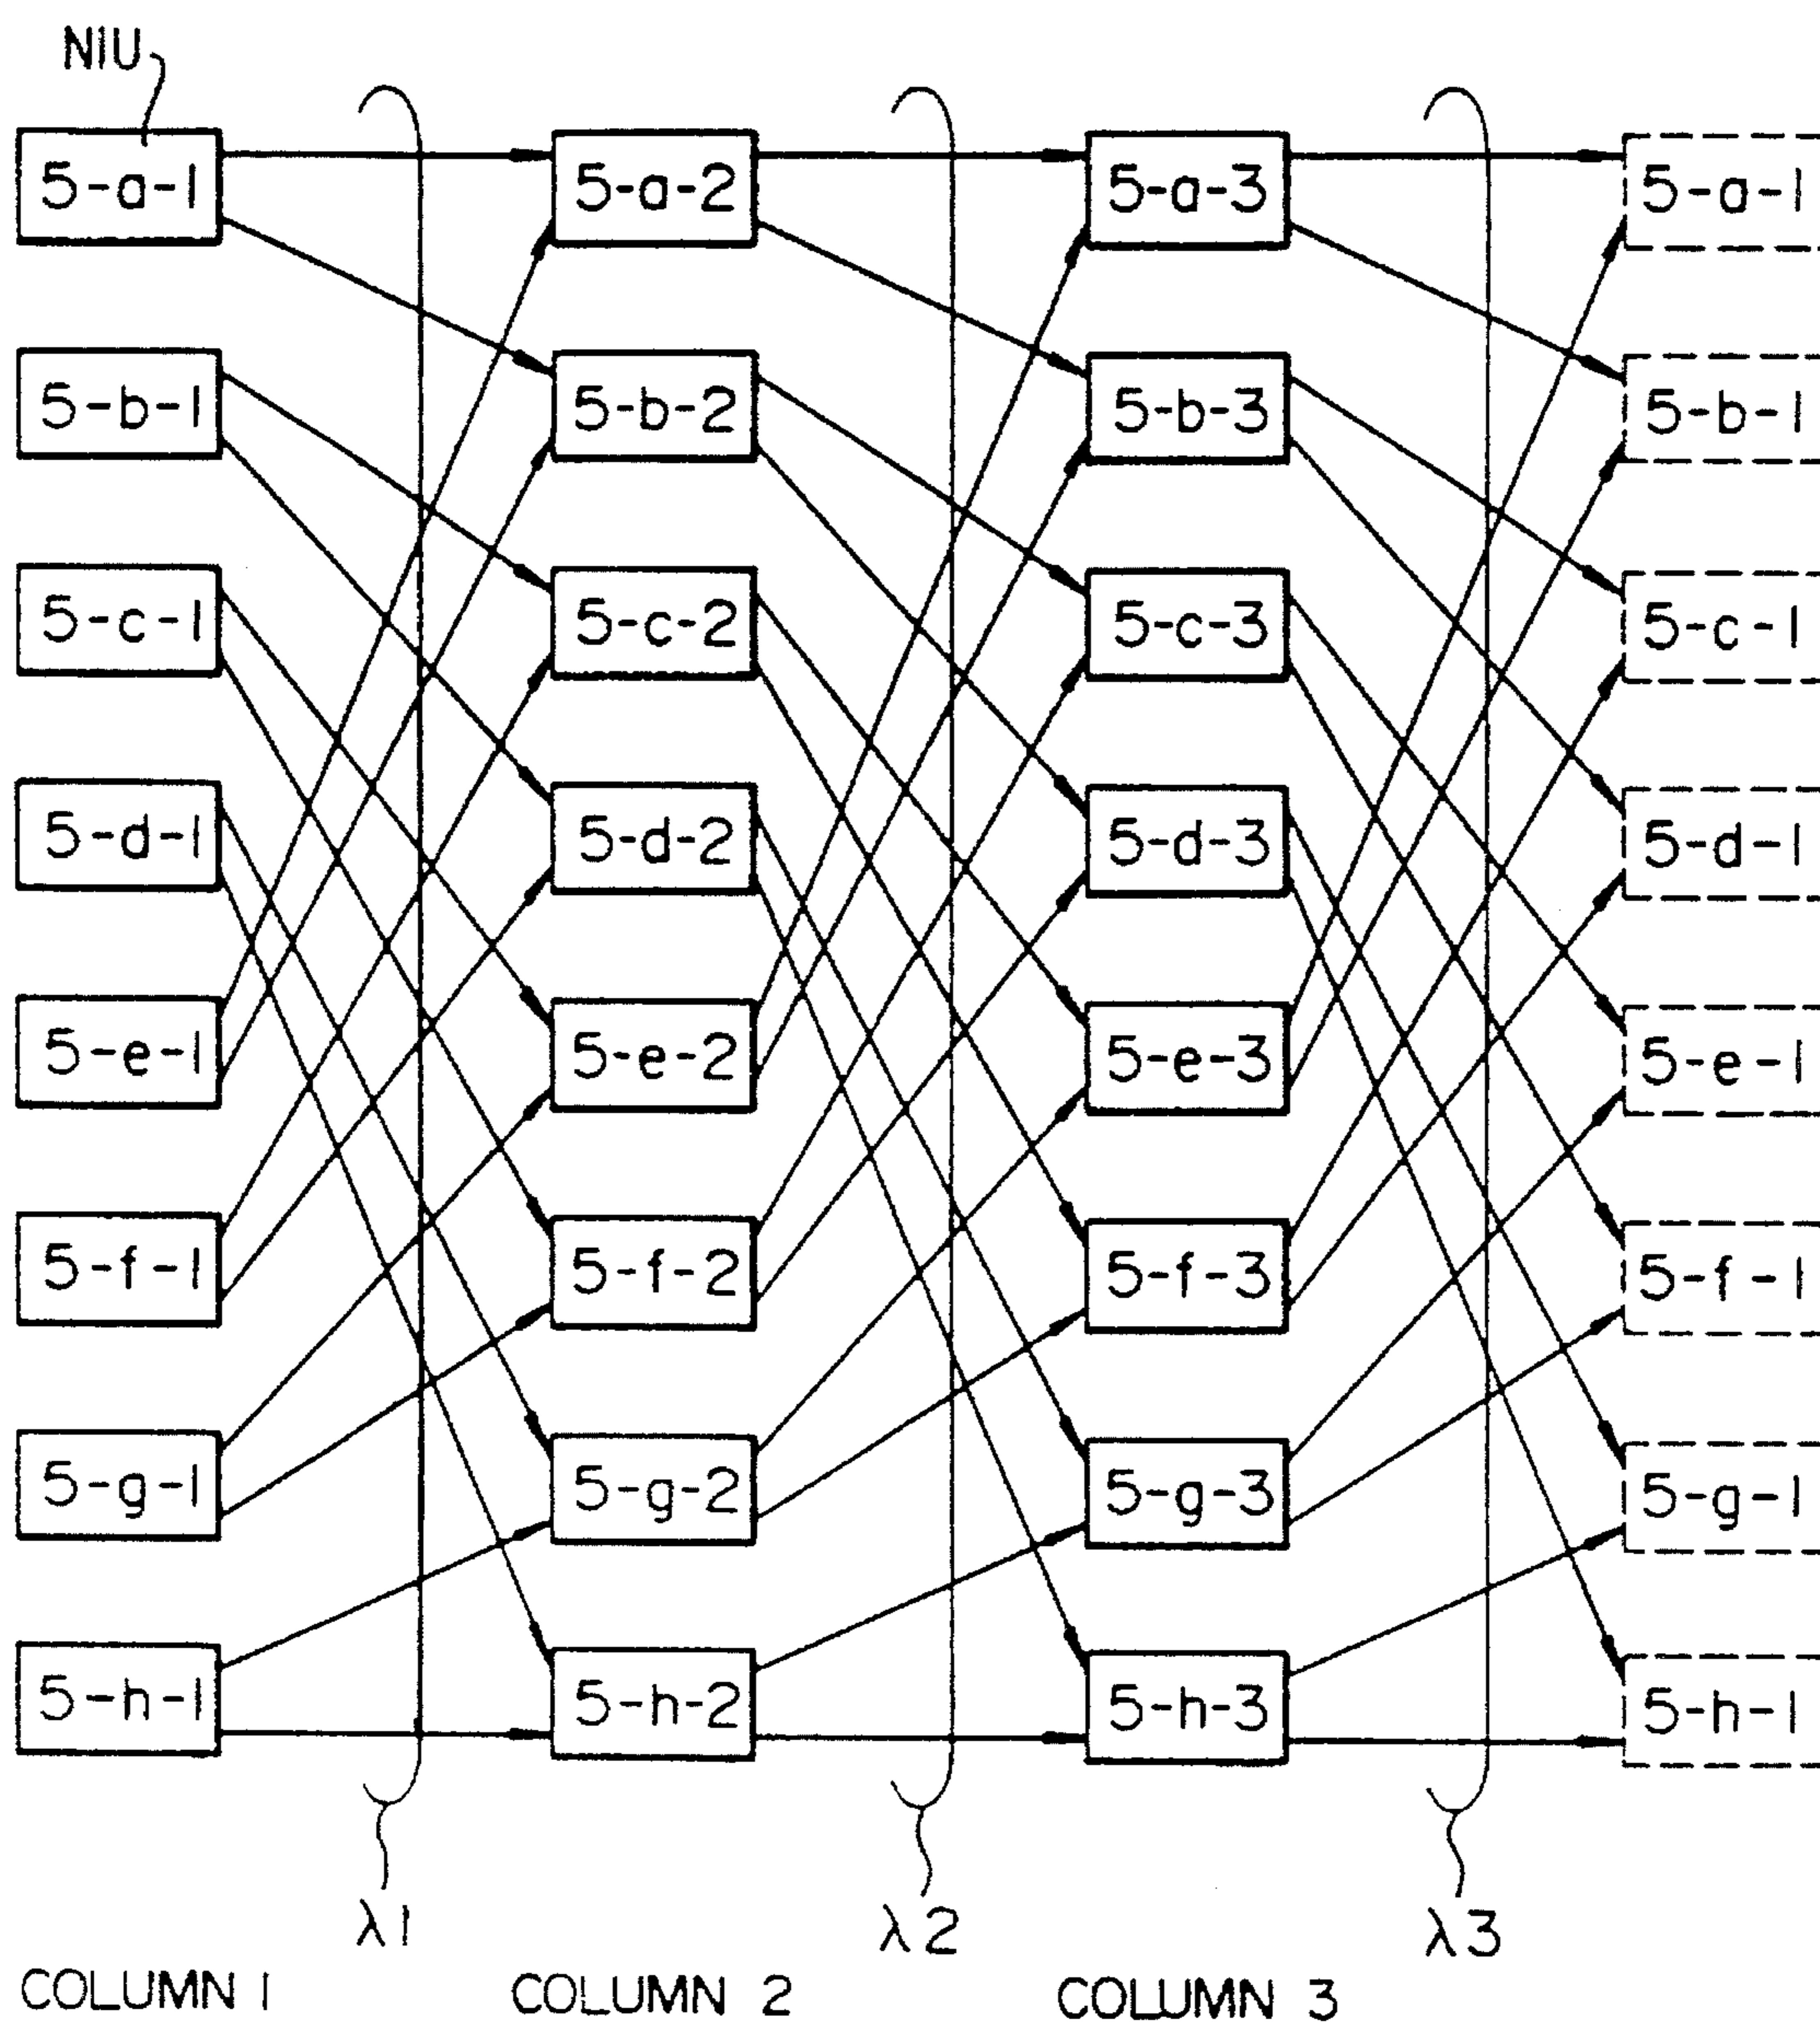 NIU
5-a-1 5-a-2 5-a-3 5-a-1
5-b-1 5-b-2 5-b-3 5-b-1
5-c-1 5-c-2 5-c-3 5-c-1
5-d-1 5-d-2 5-d-3 5-d-1
5-e-1 5-e-2 5-e-3 5-e-1
5-f-1 5-f-2 5-f-3 5-f-1
5-g-1 5-g-2 5-g-3 5-g-1
5-h-1 5-h-2 5-h-3 5-h-1
λ1 λ2 λ3
COLUMN 1 COLUMN 2 COLUMN 3